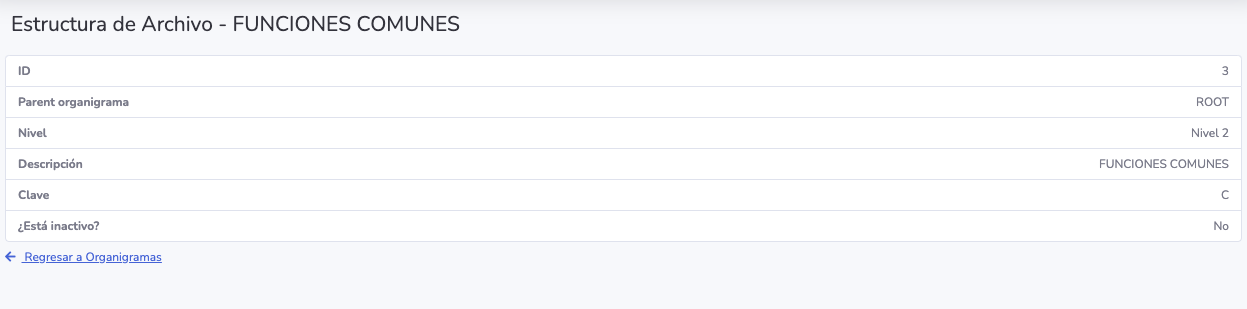 Estructura de Archivo - FUNCIONES COMUNES
ID 3
Parent organigrama ROOT
Nivel Nivel 2
Descripción FUNCIONES COMUNES
Clave C
¿Está inactivo? No
Regresar a Organigramas